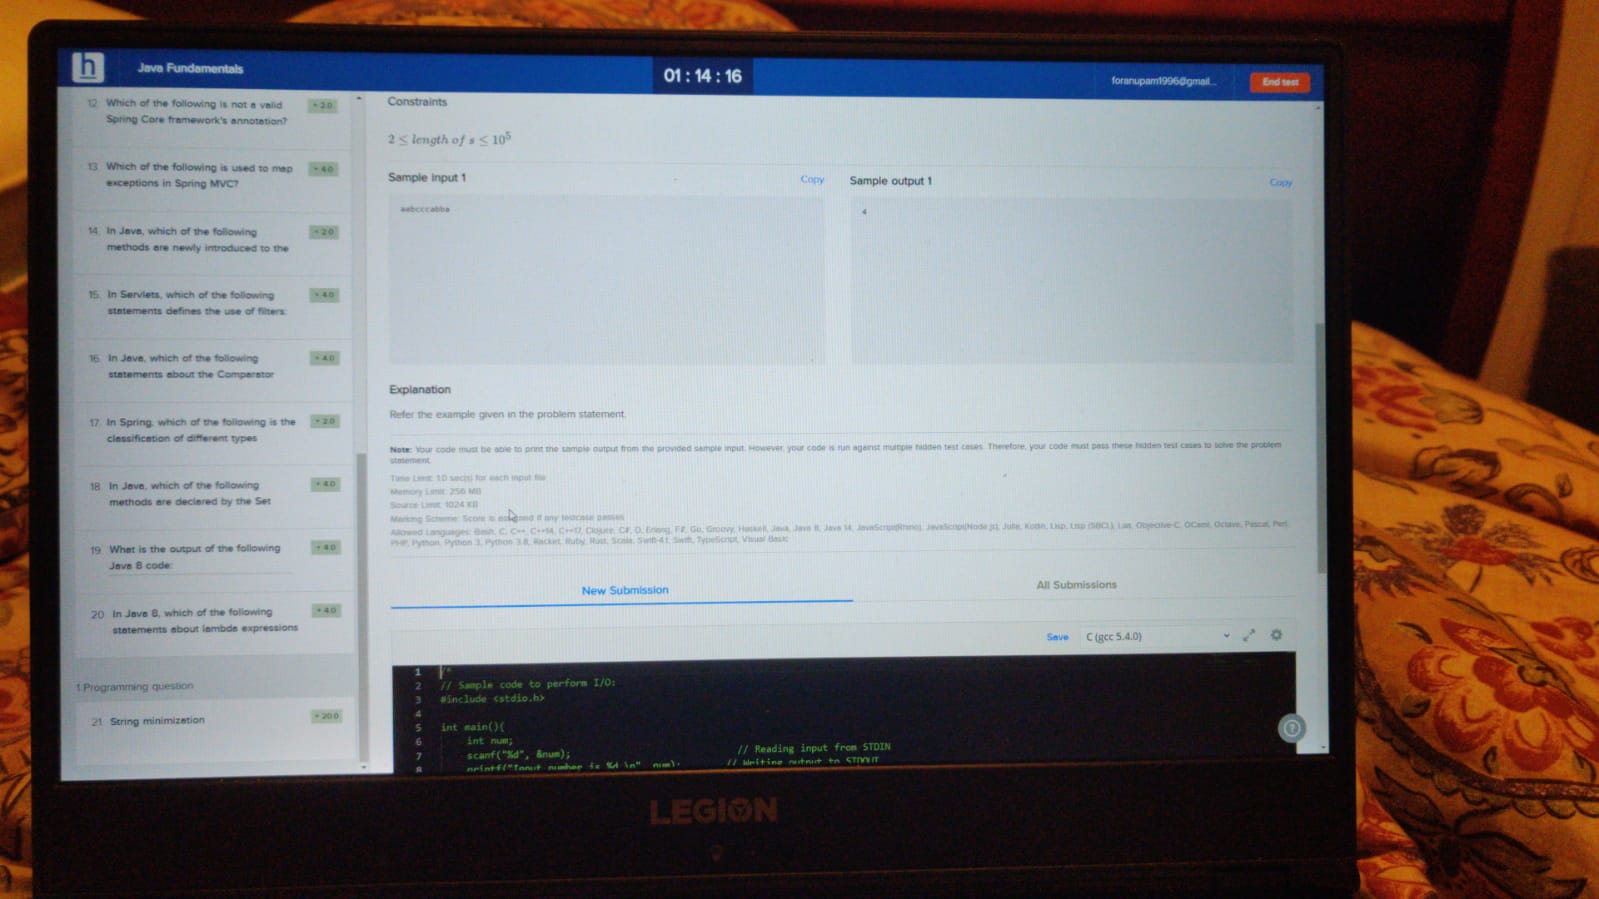 h
Java Fundamentals
01 : 14 : 16
foranupam1996@gmail...
End test
12. Which of the following is not a valid
Spring Core framework's annotation?
+ 2.0
13. Which of the following is used to map
exceptions in Spring MVC?
+ 4.0
14. In Java, which of the following
methods are newly introduced to the
+ 2.0
15. In Servlets, which of the following
statements defines the use of filters:
+ 4.0
16. In Java, which of the following
statements about the Comparator
+ 4.0
17. In Spring, which of the following is the
classification of different types
+ 2.0
18. In Java, which of the following
methods are declared by the Set
+ 4.0
19. What is the output of the following
Java 8 code:
+ 4.0
20. In Java 8, which of the following
statements about lambda expressions
+ 4.0
1 Programming question
21. String minimization
+ 20.0
Constraints
2 ≤ length of s ≤ 10⁵
Sample input 1
Copy
Sample output 1
Copy
aabcccabba
4
Explanation
Refer the example given in the problem statement.
Note: Your code must be able to print the sample output from the provided sample input. However, your code is run against multiple hidden test cases. Therefore, your code must pass these hidden test cases to solve the problem
statement.
Time Limit: 1.0 sec(s) for each input file
Memory Limit: 256 MB
Source Limit: 1024 KB
Marking Scheme: Score is assigned if any testcase passes
Allowed Languages: Bash, C, C++, C++14, C++17, Clojure, C#, D, Erlang, F#, Go, Groovy, Haskell, Java, Java 8, Java 14, JavaScript(Rhino), JavaScript(Node.js), Julia, Kotlin, Lisp, Lisp (SBCL), Lua, Objective-C, OCaml, Octave, Pascal, Perl,
PHP, Python, Python 3, Python 3.8, Racket, Ruby, Rust, Scala, Swift-4.1, Swift, TypeScript, Visual Basic
New Submission
All Submissions
Save
C (gcc 5.4.0)
1 /*
2 // Sample code to perform I/O:
3 #include <stdio.h>
4
5 int main(){
6 int num;
7 scanf("%d", &num); // Reading input from STDIN
8 printf("Input number is %d.\n", num); // Writing output to STDOUT
?
LEGION